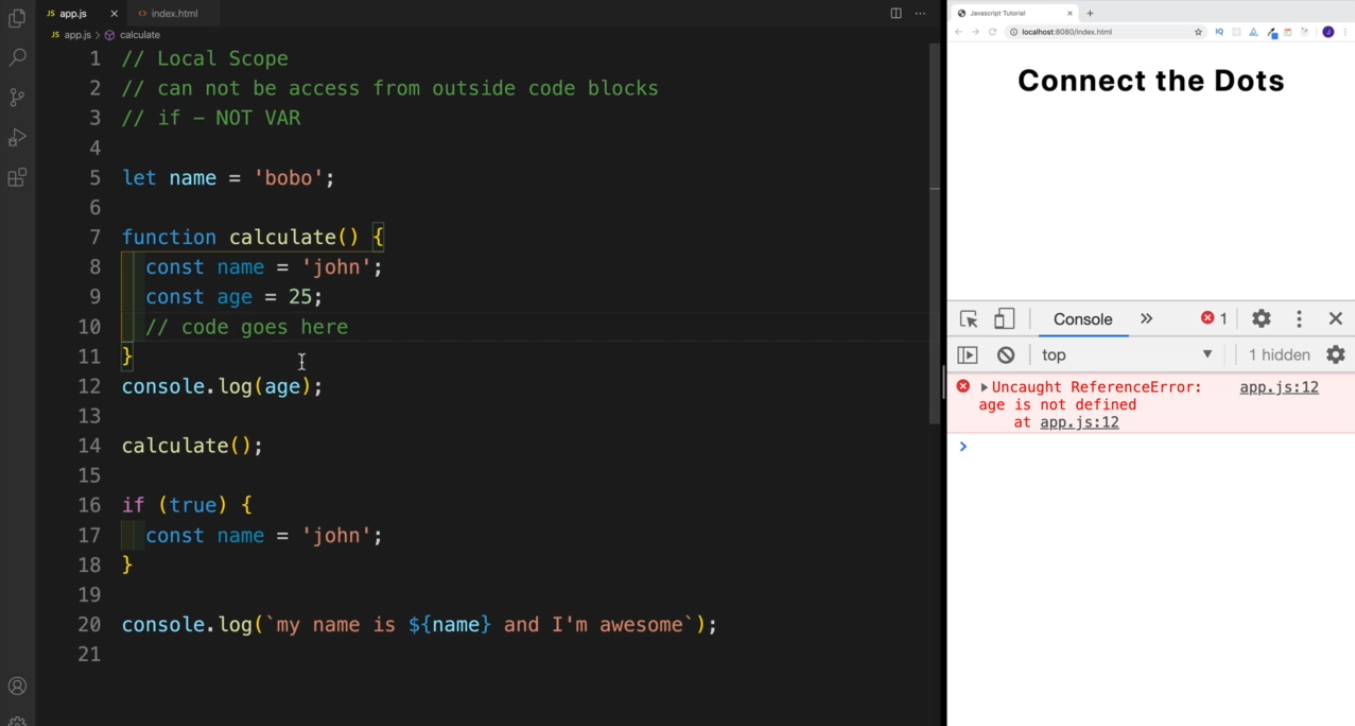 JS app.js × <> index.html ...
JS app.js > calculate
1 // Local Scope
2 // can not be access from outside code blocks
3 // if – NOT VAR
4
5 let name = 'bobo';
6
7 function calculate() {
8 const name = 'john';
9 const age = 25;
10 // code goes here
11 }
12 console.log(age);
13
14 calculate();
15
16 if (true) {
17 const name = 'john';
18 }
19
20 console.log(`my name is ${name} and I'm awesome`);
21
Javascript Tutorial × +
localhost:8080/index.html IQ J
Connect the Dots
Console » 1
top ▼ 1 hidden
Uncaught ReferenceError: app.js:12
age is not defined
at app.js:12
>